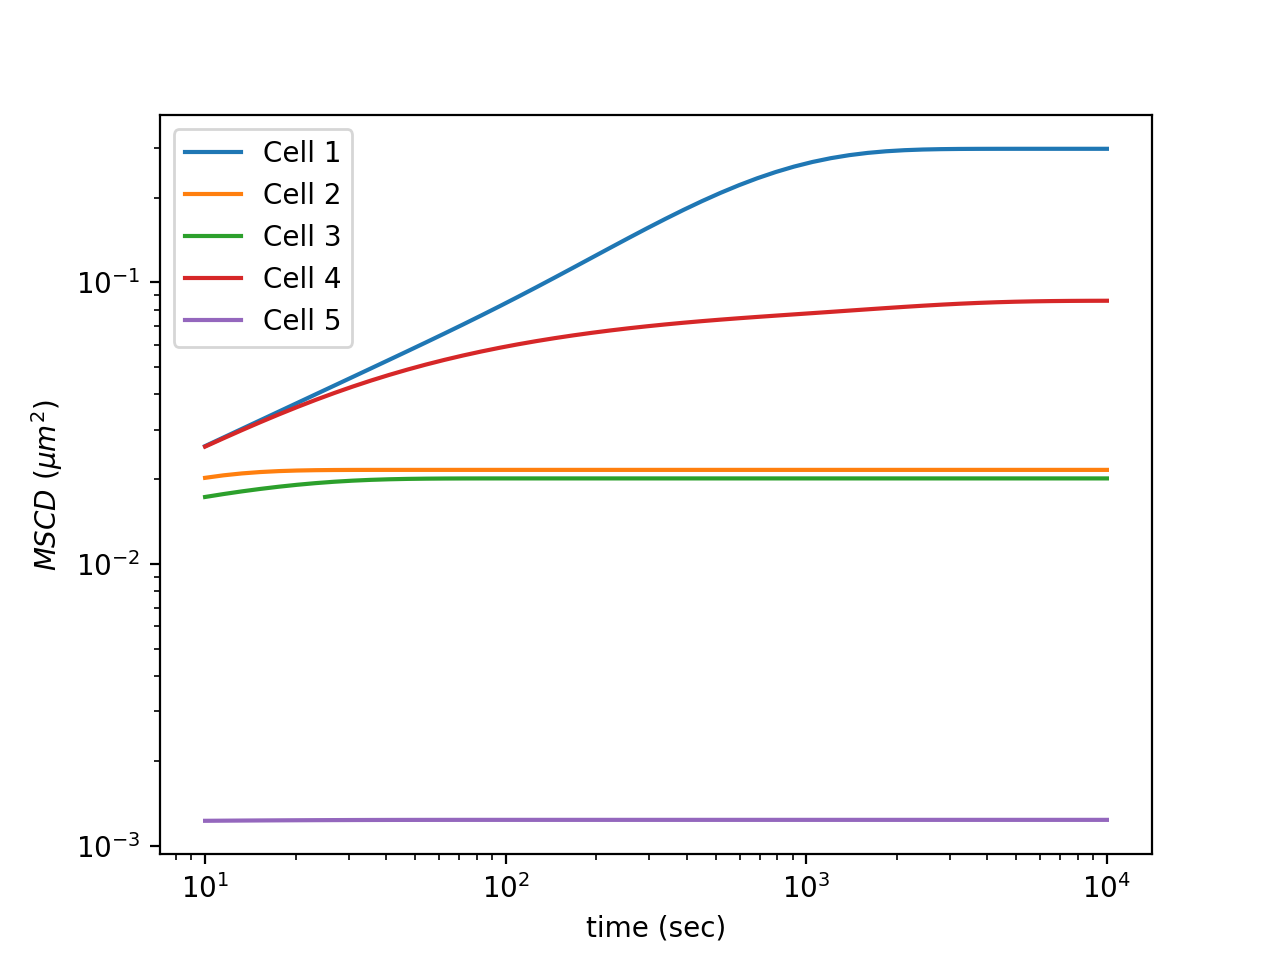 Cell 1
Cell 2
Cell 3
Cell 4
Cell 5
10⁻¹
10⁻²
10⁻³
MSCD (μm²)
10¹ 10² 10³ 10⁴
time (sec)